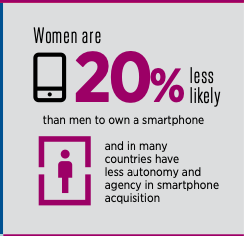 Women are
20% less
likely
than men to own a smartphone
and in many
countries have
less autonomy and
agency in smartphone
acquisition